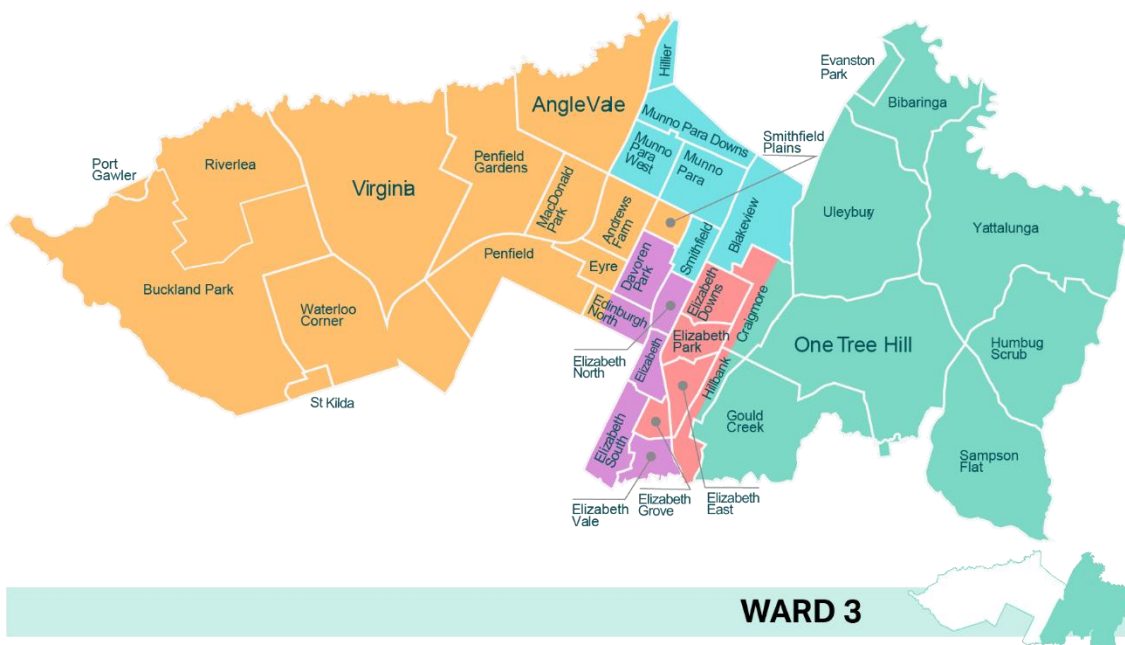 Hillier
Evanston
Park
Bibaringa
Angle Vale
Munno Para Downs
Smithfield
Plains
Port
Gawler
Riverlea
Penfield
Gardens
Munno
Para
West
Munno
Para
Virginia
MacDonald
Park
Andrews
Farm
Uleybury
Yattalunga
Blakeview
Smithfield
Penfield
Eyre
Davoren
Park
Buckland Park
Waterloo
Corner
Edinburgh
North
Elizabeth
Downs
Craigmore
Elizabeth
Park
One Tree Hill
Humbug
Scrub
Elizabeth
North
Elizabeth
Hillbank
St Kilda
Gould
Creek
Elizabeth
South
Sampson
Flat
Elizabeth
Vale
Elizabeth
Grove
Elizabeth
East
WARD 3